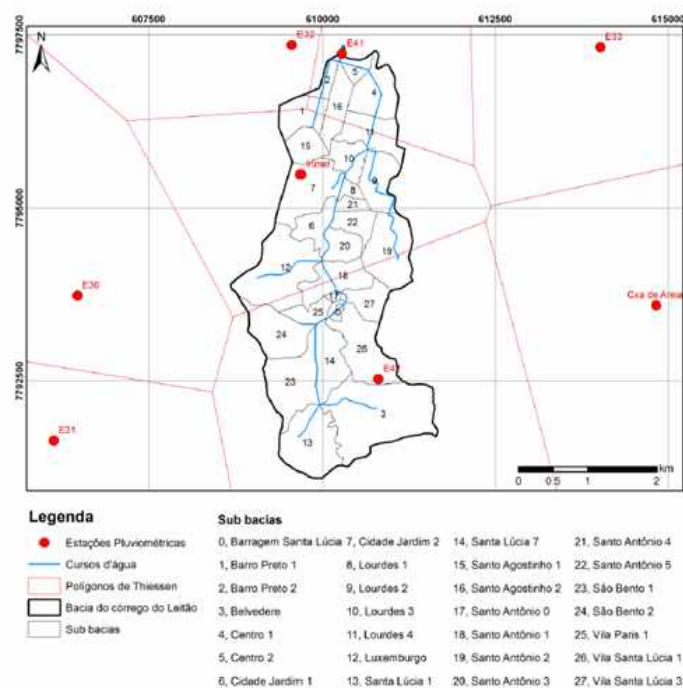 607500 610000 612500 615000
7797500
7795000
7792500
N
E32
E41
E33
5
2
4
16
1
11
15
10
Inmet
7
8
9
21
6
22
20
19
12
18
E30
17
27
Cxa de Areia
25
0
24
26
14
E47
23
3
E31
13
km
0 0.5 1 2
Legenda
Estações Pluviométricas
Cursos d'água
Polígonos de Thiessen
Bacia do córrego do Leitão
Sub bacias
Sub bacias
0, Barragem Santa Lúcia
1, Barro Preto 1
2, Barro Preto 2
3, Belvedere
4, Centro 1
5, Centro 2
6, Cidade Jardim 1
7, Cidade Jardim 2
8, Lourdes 1
9, Lourdes 2
10, Lourdes 3
11, Lourdes 4
12, Luxemburgo
13, Santa Lúcia 1
14, Santa Lúcia 7
15, Santo Agostinho 1
16, Santo Agostinho 2
17, Santo Antônio 0
18, Santo Antônio 1
19, Santo Antônio 2
20, Santo Antônio 3
21, Santo Antônio 4
22, Santo Antônio 5
23, São Bento 1
24, São Bento 2
25, Vila Paris 1
26, Vila Santa Lúcia 1
27, Vila Santa Lúcia 3